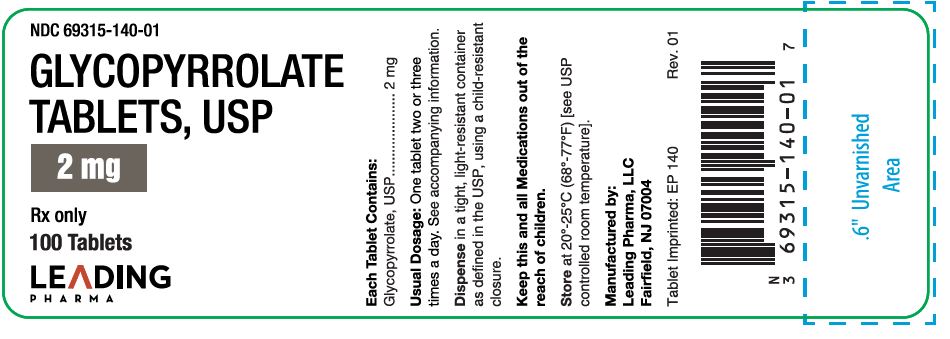 NDC 69315-140-01
GLYCOPYRROLATE
TABLETS, USP
2 mg
Rx only
100 Tablets
LEADING
PHARMA
Each Tablet Contains:
Glycopyrrolate, USP........................ 2 mg
Usual Dosage: One tablet two or three
times a day. See accompanying information.
Dispense in a tight, light-resistant container
as defined in the USP, using a child-resistant
closure.
Keep this and all Medications out of the
reach of children.
Store at 20°-25°C (68°-77°F) [see USP
controlled room temperature].
Manufactured by:
Leading Pharma, LLC
Fairfield, NJ 07004
Tablet Imprinted: EP 140 Rev. 01
N
3 69315-140-01 7
.6" Unvarnished
Area